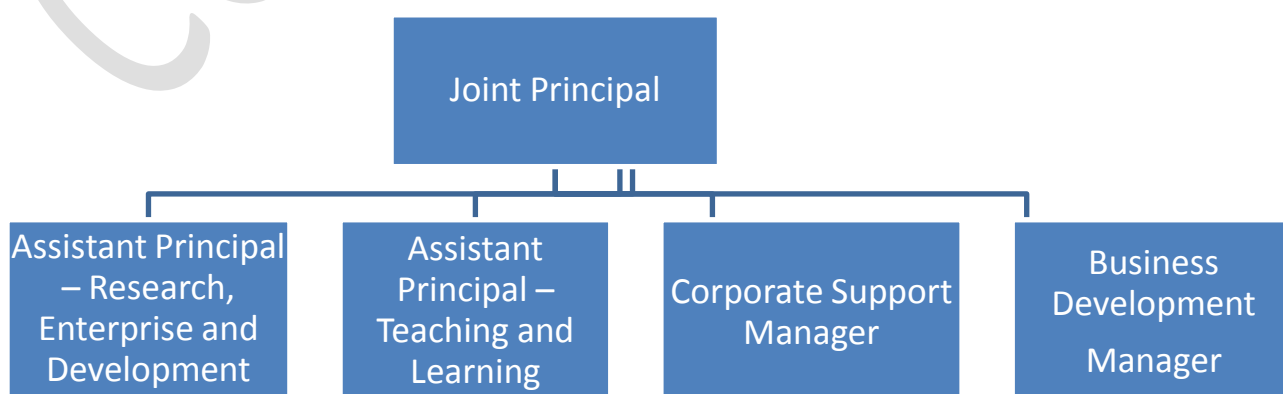 Joint Principal
Assistant Principal
– Research,
Enterprise and
Development
Assistant
Principal –
Teaching and
Learning
Corporate Support
Manager
Business
Development
Manager